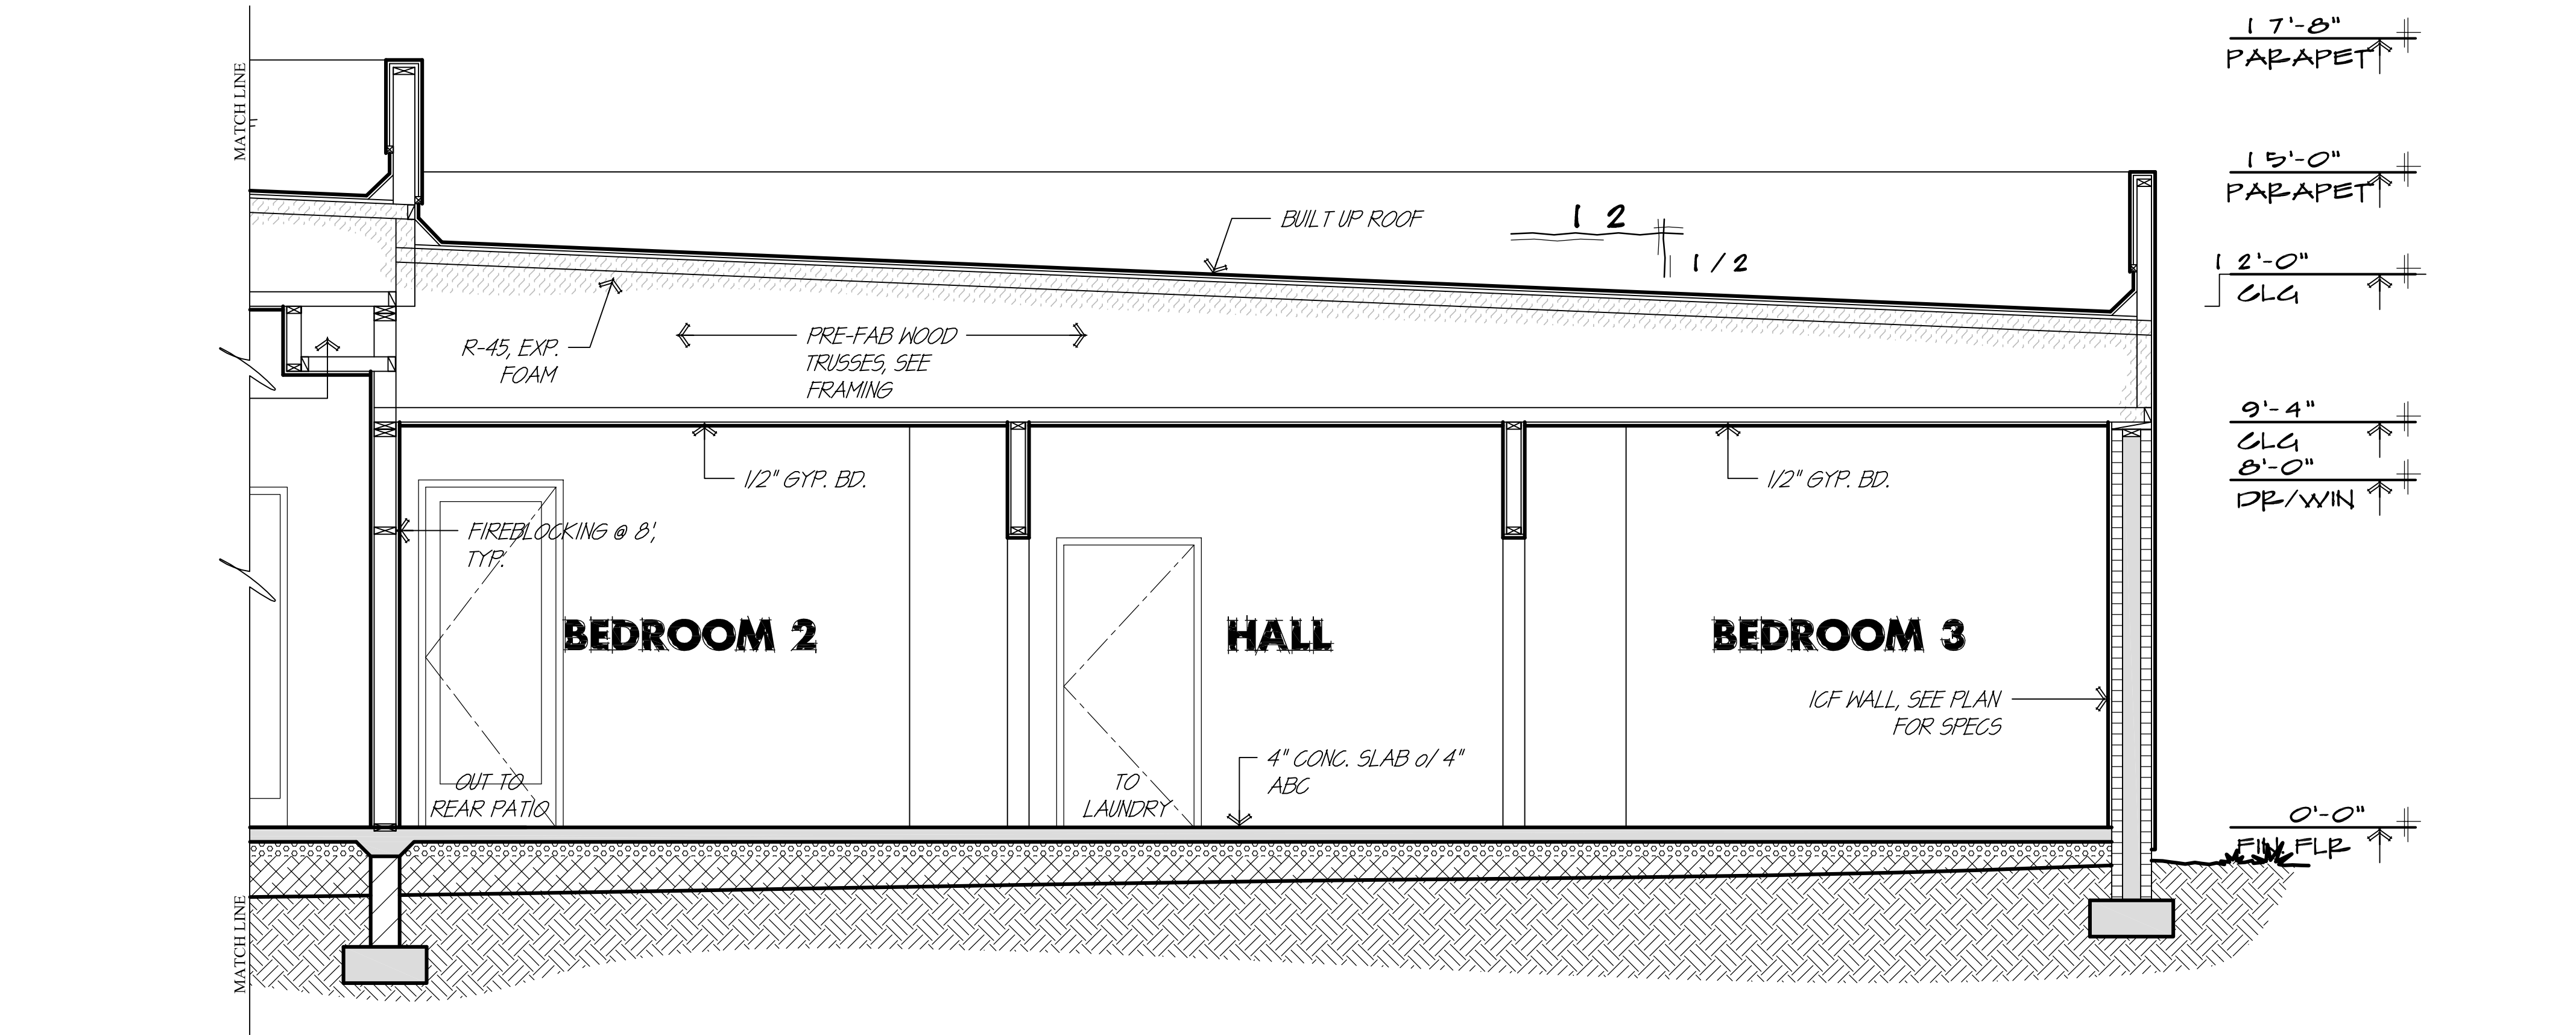 17'-8"
PARAPET
MATCH LINE
15'-0"
PARAPET
BUILT UP ROOF
12
1/2
12'-0"
CLG
R-45, EXP.
FOAM
PRE-FAB WOOD
TRUSSES, SEE
FRAMING
9'-4"
CLG
8'-0"
DR/WIN
1/2" GYP. BD.
1/2" GYP. BD.
FIREBLOCKING @ 8',
TYP.
BEDROOM 2
HALL
BEDROOM 3
ICF WALL, SEE PLAN
FOR SPECS
4" CONC. SLAB o/ 4"
ABC
OUT TO
REAR PATIO
TO
LAUNDRY
0'-0"
FIN FLR
MATCH LINE